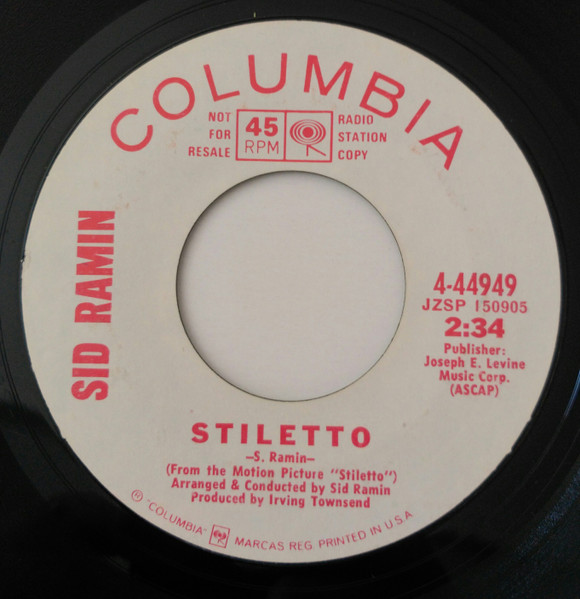 COLUMBIA
NOT
FOR
RESALE
45
RPM
RADIO
STATION
COPY
SID RAMIN
4-44949
JZSP 150905
2:34
Publisher:
Joseph E. Levine
Music Corp.
(ASCAP)
STILETTO
—S. Ramin—
(From the Motion Picture "Stiletto")
Arranged & Conducted by Sid Ramin
Produced by Irving Townsend
"COLUMBIA" MARCAS REG. PRINTED IN U.S.A.